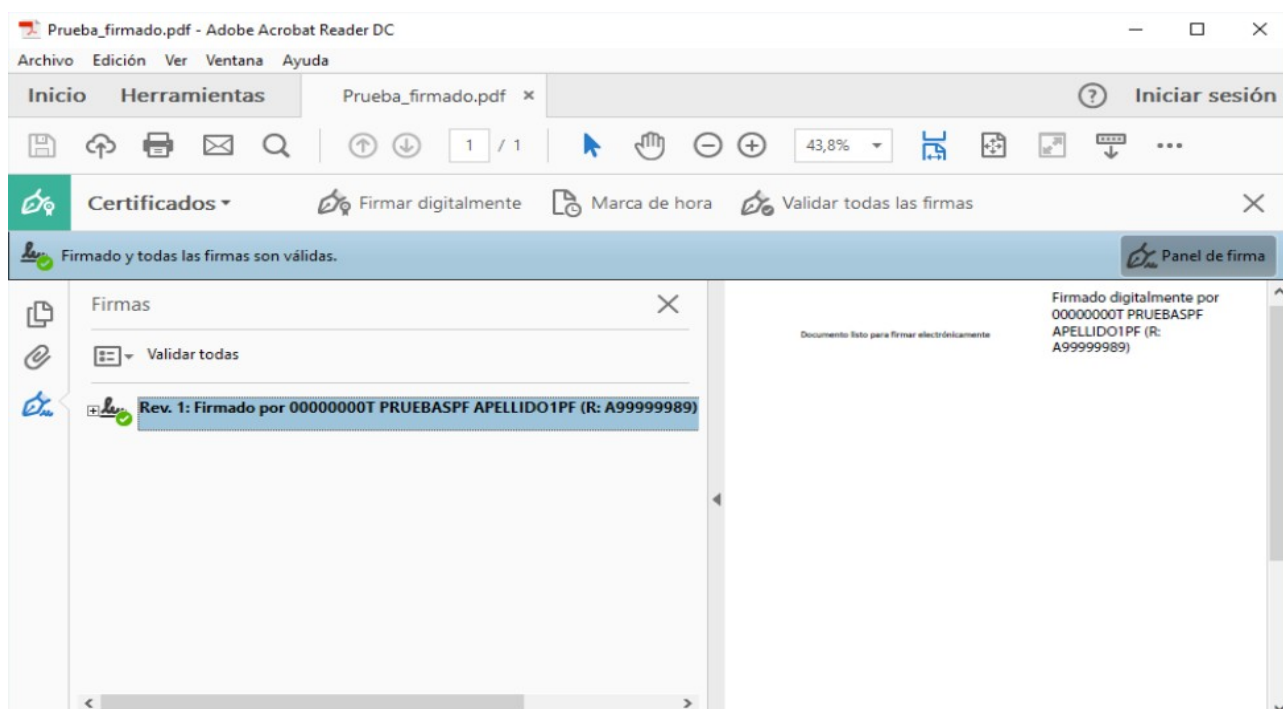 Prueba_firmado.pdf - Adobe Acrobat Reader DC
Archivo Edición Ver Ventana Ayuda
Inicio Herramientas Prueba_firmado.pdf × ? Iniciar sesión
1 / 1 43,8%
Certificados Firmar digitalmente Marca de hora Validar todas las firmas
Firmado y todas las firmas son válidas. Panel de firma
Firmas
Validar todas
Rev. 1: Firmado por 00000000T PRUEBASPF APELLIDO1PF (R: A99999989)
Documento listo para firmar electrónicamente
Firmado digitalmente por
00000000T PRUEBASPF
APELLIDO1PF (R:
A99999989)